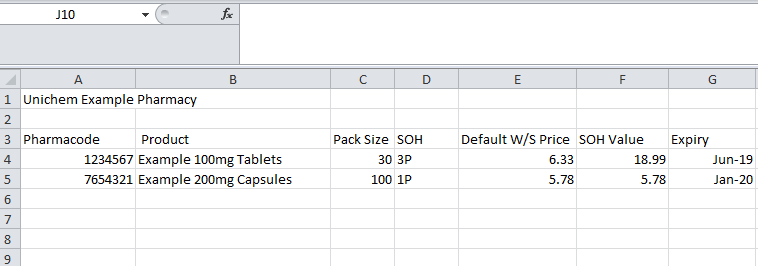 J10 fx
A B C D E F G
1 Unichem Example Pharmacy
2
3 Pharmacode Product Pack Size SOH Default W/S Price SOH Value Expiry
4 1234567 Example 100mg Tablets 30 3P 6.33 18.99 Jun-19
5 7654321 Example 200mg Capsules 100 1P 5.78 5.78 Jan-20
6
7
8
9